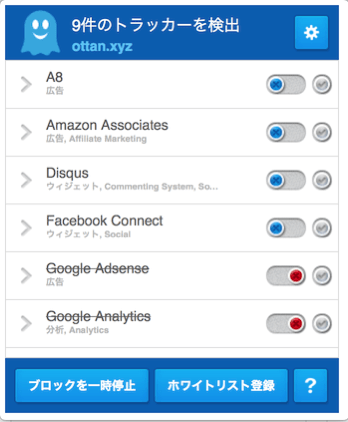 9件のトラッカーを検出
ottan.xyz
A8
広告
Amazon Associates
広告, Affiliate Marketing
Disqus
ウィジェット, Commenting System, So...
Facebook Connect
ウィジェット, Social
Google Adsense
広告
Google Analytics
分析, Analytics
ブロックを一時停止
ホワイトリスト登録
?